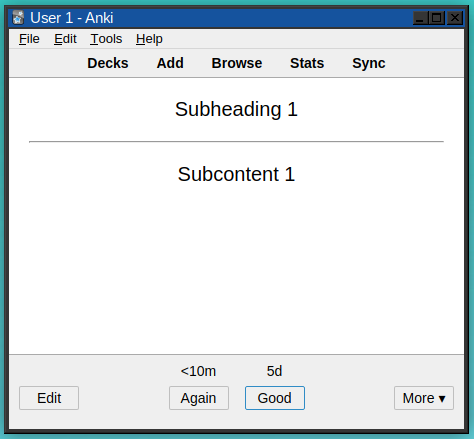 User 1 - Anki
File Edit Tools Help
Decks Add Browse Stats Sync
Subheading 1
Subcontent 1
<10m 5d
Edit Again Good More ▾